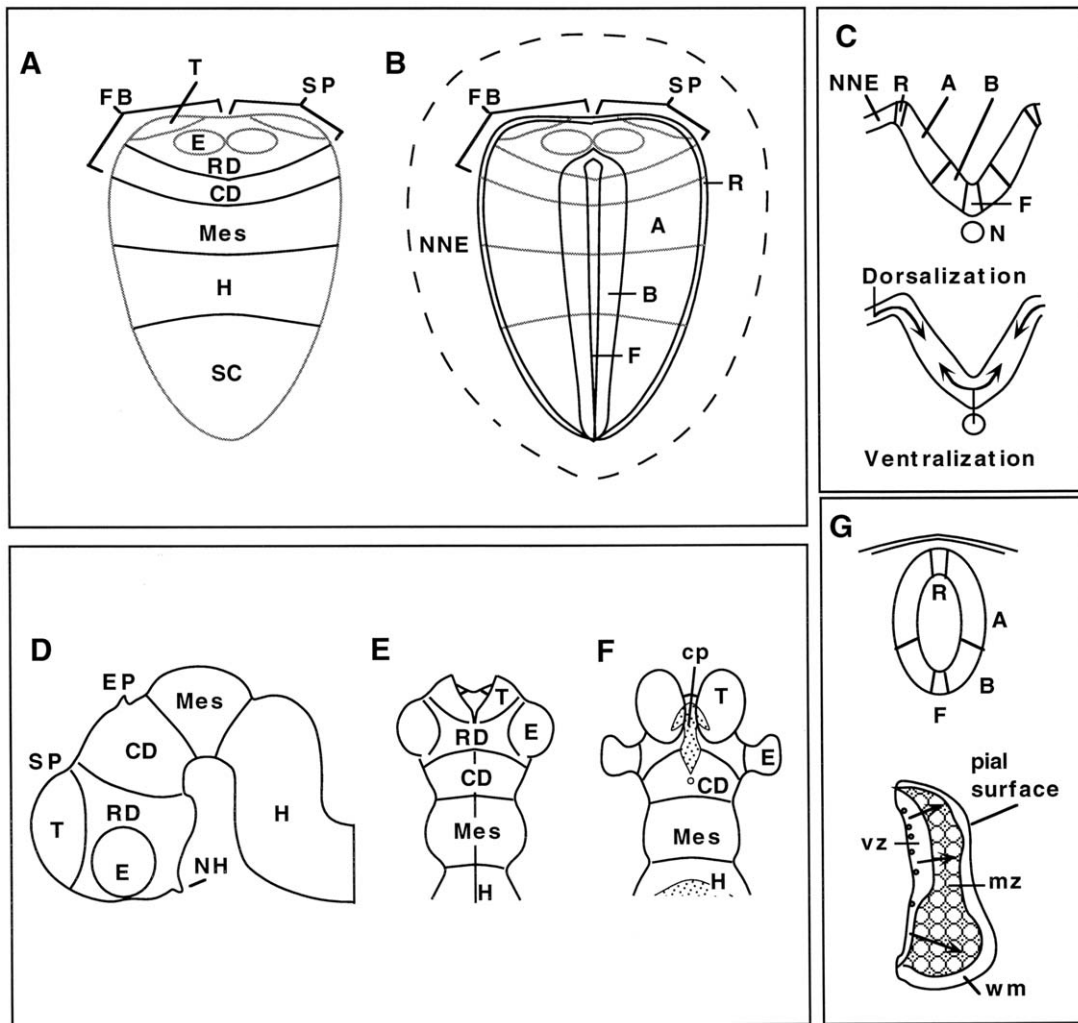 A
T
FB
SP
E
RD
CD
Mes
H
SC
B
FB
SP
R
A
NNE
B
F
C
NNE R A B
F
N
Dorsalization
Ventralization
D
EP
Mes
SP
CD
T
RD
H
E
NH
E
T
E
RD
CD
Mes
H
F
cp
T
E
CD
Mes
H
G
R
A
B
F
pial
surface
vz
mz
wm